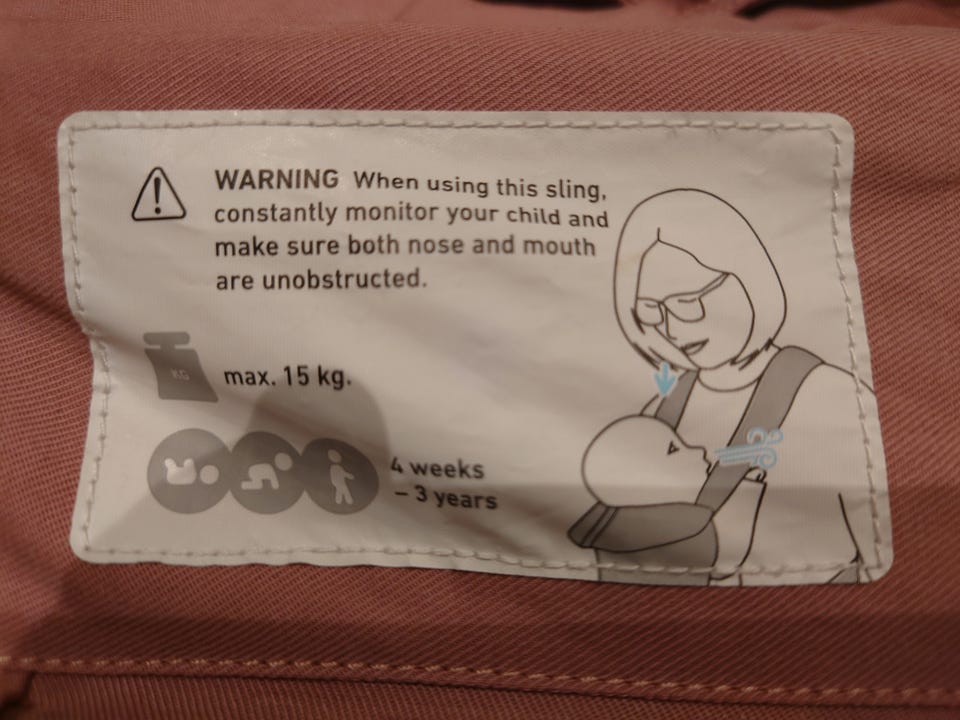 WARNING When using this sling,
constantly monitor your child and
make sure both nose and mouth
are unobstructed.
KG
max. 15 kg.
4 weeks
– 3 years